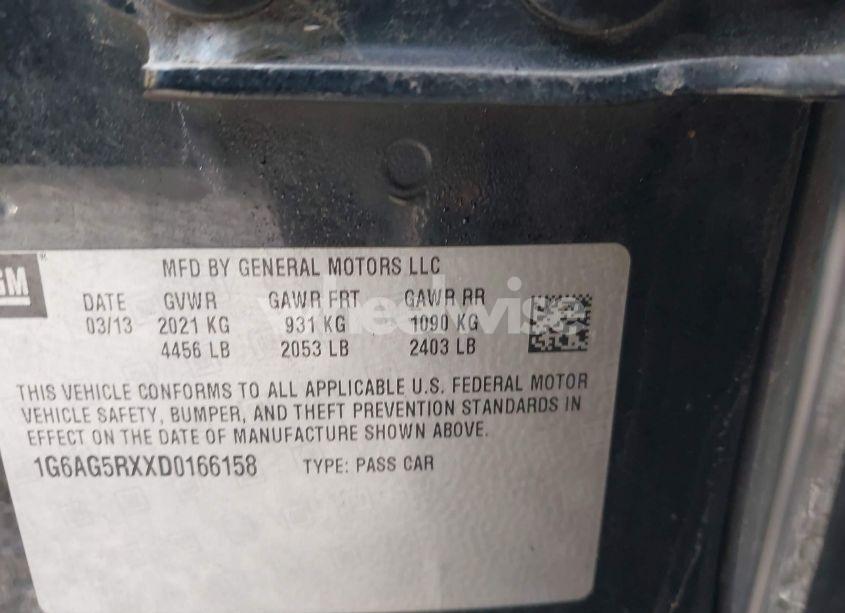 GM
MFD BY GENERAL MOTORS LLC
DATE GVWR GAWR FRT GAWR RR
03/13 2021 KG 931 KG 1090 KG
4456 LB 2053 LB 2403 LB
wheelwise
THIS VEHICLE CONFORMS TO ALL APPLICABLE U.S. FEDERAL MOTOR
VEHICLE SAFETY, BUMPER, AND THEFT PREVENTION STANDARDS IN
EFFECT ON THE DATE OF MANUFACTURE SHOWN ABOVE.
1G6AG5RXXD0166158 TYPE: PASS CAR